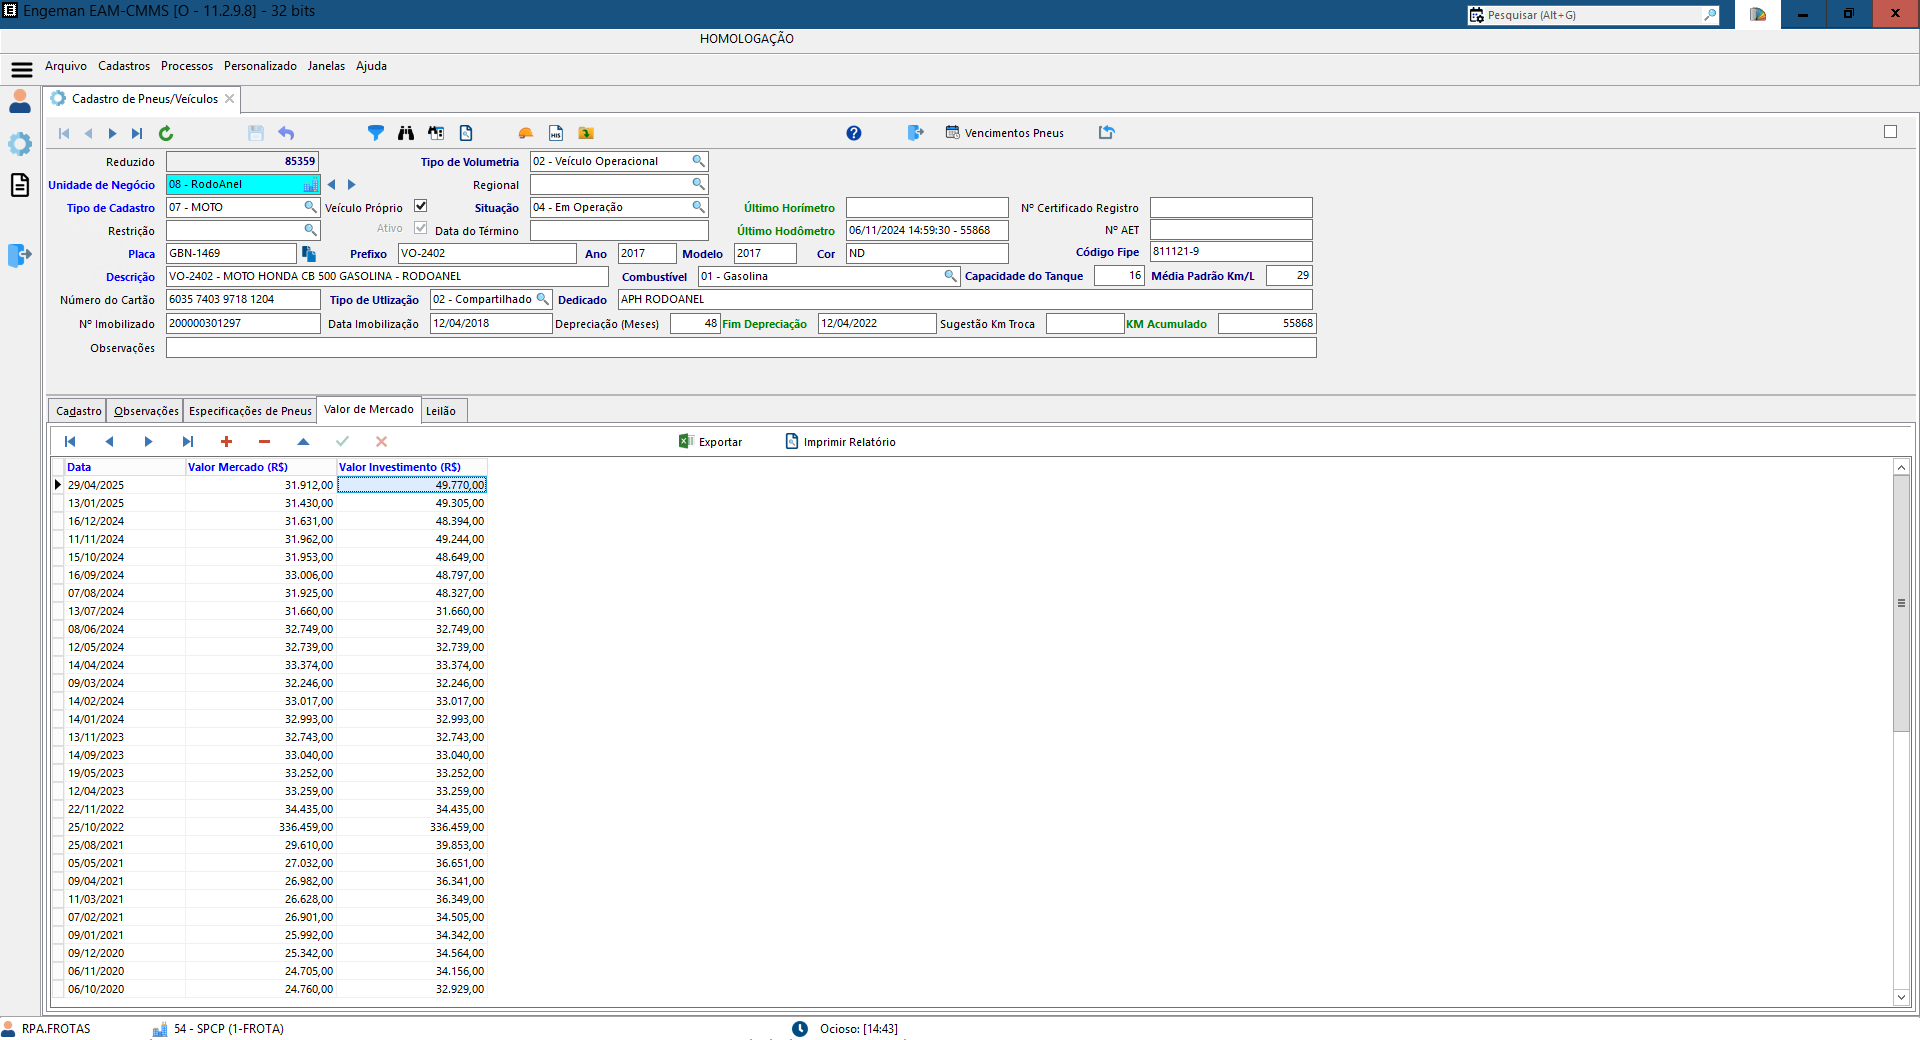 Engeman EAM-CMMS [O - 11.2.9.8] - 32 bits
Pesquisar (Alt+G)
HOMOLOGAÇÃO
Arquivo Cadastros Processos Personalizado Janelas Ajuda
Cadastro de Pneus/Veículos
HIS Vencimentos Pneus
Reduzido 85359 Tipo de Volumetria 02 - Veículo Operacional
Unidade de Negócio 08 - RodoAnel Regional
Tipo de Cadastro 07 - MOTO Veículo Próprio Situação 04 - Em Operação Último Horímetro Nº Certificado Registro
Restrição Ativo Data do Término Último Hodômetro 06/11/2024 14:59:30 - 55868 Nº AET
Placa GBN-1469 Prefixo VO-2402 Ano 2017 Modelo 2017 Cor ND Código Fipe 811121-9
Descrição VO-2402 - MOTO HONDA CB 500 GASOLINA - RODOANEL Combustível 01 - Gasolina Capacidade do Tanque 16 Média Padrão Km/L 29
Número do Cartão 6035 7403 9718 1204 Tipo de Utlização 02 - Compartilhado Dedicado APH RODOANEL
Nº Imobilizado 200000301297 Data Imobilização 12/04/2018 Depreciação (Meses) 48 Fim Depreciação 12/04/2022 Sugestão Km Troca KM Acumulado 55868
Observações
Cadastro Observações Especificações de Pneus Valor de Mercado Leilão
Exportar Imprimir Relatório
Data Valor Mercado (R$) Valor Investimento (R$)
29/04/2025 31.912,00 49.770,00
13/01/2025 31.430,00 49.305,00
16/12/2024 31.631,00 48.394,00
11/11/2024 31.962,00 49.244,00
15/10/2024 31.953,00 48.649,00
16/09/2024 33.006,00 48.797,00
07/08/2024 31.925,00 48.327,00
13/07/2024 31.660,00 31.660,00
08/06/2024 32.749,00 32.749,00
12/05/2024 32.739,00 32.739,00
14/04/2024 33.374,00 33.374,00
09/03/2024 32.246,00 32.246,00
14/02/2024 33.017,00 33.017,00
14/01/2024 32.993,00 32.993,00
13/11/2023 32.743,00 32.743,00
14/09/2023 33.040,00 33.040,00
19/05/2023 33.252,00 33.252,00
12/04/2023 33.259,00 33.259,00
22/11/2022 34.435,00 34.435,00
25/10/2022 336.459,00 336.459,00
25/08/2021 29.610,00 39.853,00
05/05/2021 27.032,00 36.651,00
09/04/2021 26.982,00 36.341,00
11/03/2021 26.628,00 36.349,00
07/02/2021 26.901,00 34.505,00
09/01/2021 25.992,00 34.342,00
09/12/2020 25.342,00 34.564,00
06/11/2020 24.705,00 34.156,00
06/10/2020 24.760,00 32.929,00
RPA.FROTAS 54 - SPCP (1-FROTA) Ocioso: [14:43]